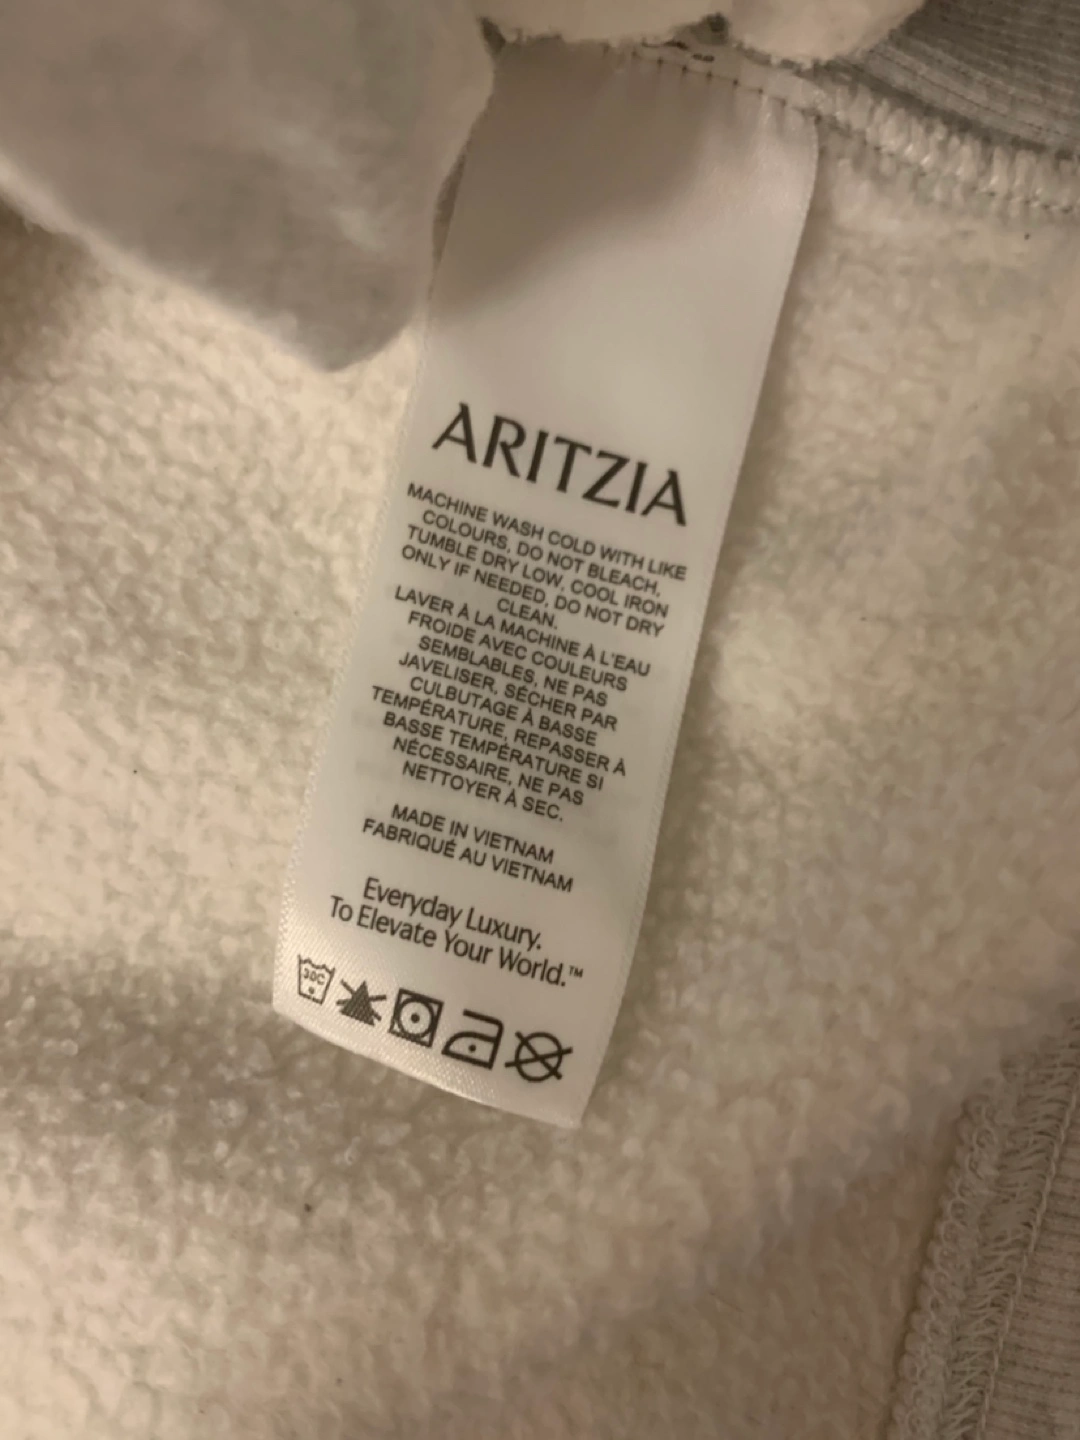 ARITZIA
MACHINE WASH COLD WITH LIKE
COLOURS, DO NOT BLEACH,
TUMBLE DRY LOW, COOL IRON
ONLY IF NEEDED, DO NOT DRY
CLEAN.
LAVER À LA MACHINE À L'EAU
FROIDE AVEC COULEURS
SEMBLABLES, NE PAS
JAVELISER, SÉCHER PAR
CULBUTAGE À BASSE
TEMPÉRATURE, REPASSER À
BASSE TEMPÉRATURE SI
NÉCESSAIRE, NE PAS
NETTOYER À SEC.
MADE IN VIETNAM
FABRIQUÉ AU VIETNAM
Everyday Luxury.
To Elevate Your World.™
30C